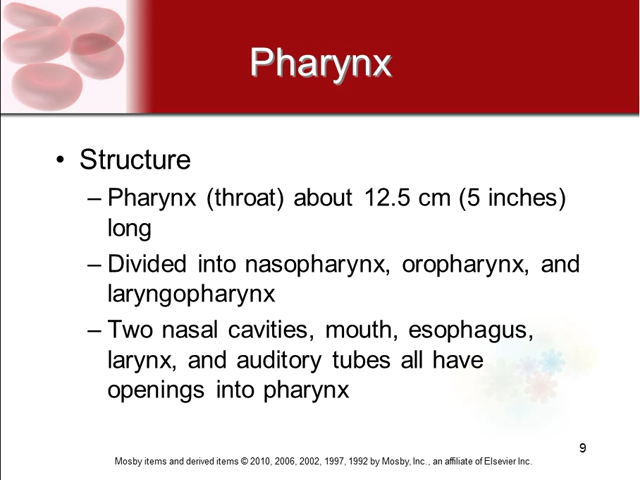 Pharynx
• Structure
– Pharynx (throat) about 12.5 cm (5 inches)
long
– Divided into nasopharynx, oropharynx, and
laryngopharynx
– Two nasal cavities, mouth, esophagus,
larynx, and auditory tubes all have
openings into pharynx
9
Mosby items and derived items © 2010, 2006, 2002, 1997, 1992 by Mosby, Inc., an affiliate of Elsevier Inc.